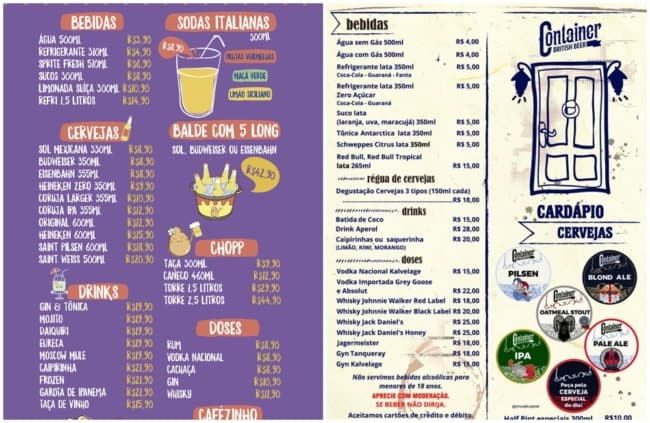 BEBIDAS
ÁGUA 500ML R$3,90
REFRIGERANTE 310ML R$4,90
SPRITE FRESH 510ML R$6,90
SUCOS 300ML R$8,90
LIMONADA SUÍÇA 300ML R$10,90
REFRI 1,5 LITROS R$14,90
CERVEJAS
SOL MEXICANA 330ML R$8,90
BUDWEISER 350ML R$8,90
EISENBAHN 355ML R$8,90
HEINEKEN ZERO 350ML R$9,90
CORUJA LARGER 355ML R$10,90
CORUJA IPA 355ML R$12,90
ORIGINAL 600ML R$12,90
HEINEKEN 600ML R$15,90
SAINT PILSEN 600ML R$18,90
SAINT WEISS 500ML R$20,90
DRINKS
GIN & TÔNICA R$19,90
MOJITO R$19,90
DAIQUIRI R$19,90
EURECA R$19,90
MOSCOW MULE R$19,90
CAIPIRINHA R$21,90
FROZEN R$21,90
GAROTA DE IPANEMA R$21,90
TAÇA DE VINHO R$15,90
SODAS ITALIANAS
300ML
R$8,90
FRUTAS VERMELHAS
MAÇÃ VERDE
LIMÃO SICILIANO
BALDE COM 5 LONG
SOL, BUDWEISER OU EISENBAHN
R$42,90
CHOPP
TAÇA 300ML R$9,90
CANECO 460ML R$12,90
TORRE 1,5 LITROS R$29,90
TORRE 2,5 LITROS R$44,90
DOSES
RUM R$8,90
VODKA NACIONAL R$8,90
CACHAÇA R$8,90
GIN R$10,90
WHISKY R$11,90
CAFÉZINHO
bebidas
Água sem Gás 500ml R$ 4,00
Água com Gás 500ml R$ 4,00
Refrigerante lata 350ml R$ 5,00
Coca-Cola - Guaraná - Fanta
Refrigerante lata 350ml R$ 5,00
Zero Açúcar
Coca-Cola - Guaraná
Suco lata
(laranja, uva, maracujá) 350ml R$ 5,00
Tônica Antarctica lata 350ml R$ 5,00
Schweppes Citrus lata 350ml R$ 5,00
Red Bull, Red Bull Tropical
lata 265ml R$ 15,00
régua de cervejas
Degustação Cervejas 3 tipos (150ml cada)
R$ 18,00
drinks
Batida de Coco R$ 15,00
Drink Aperol R$ 28,00
Caipirinhas ou saquerinha R$ 20,00
(LIMÃO, KIWI, MORANGO)
doses
Vodka Nacional Kalvelage R$ 15,00
Vodka Importada Grey Goose
e Absolut R$ 22,00
Whisky Johnnie Walker Red Label R$ 18,00
Whisky Johnnie Walker Black Label R$ 20,00
Whisky Jack Daniel's R$ 25,00
Whisky Jack Daniel's Honey R$ 25,00
Jagermeister R$ 18,00
Gyn Tanqueray R$ 18,00
Gyn Kalvelage R$ 15,00
Não servimos bebidas alcoólicas para
menores de 18 anos.
APRECIE COM MODERAÇÃO.
SE BEBER NÃO DIRIJA.
Aceitamos cartões de crédito e débito.
Container
BRITISH BEER
CARDÁPIO
CERVEJAS
Container
PILSEN
Container
BLOND ALE
Container
OATMEAL STOUT
Container
IPA
Container
PALE ALE
Peça pela
CERVEJA
ESPECIAL
do dia!
Half Pint especiais 300ml R$10,00